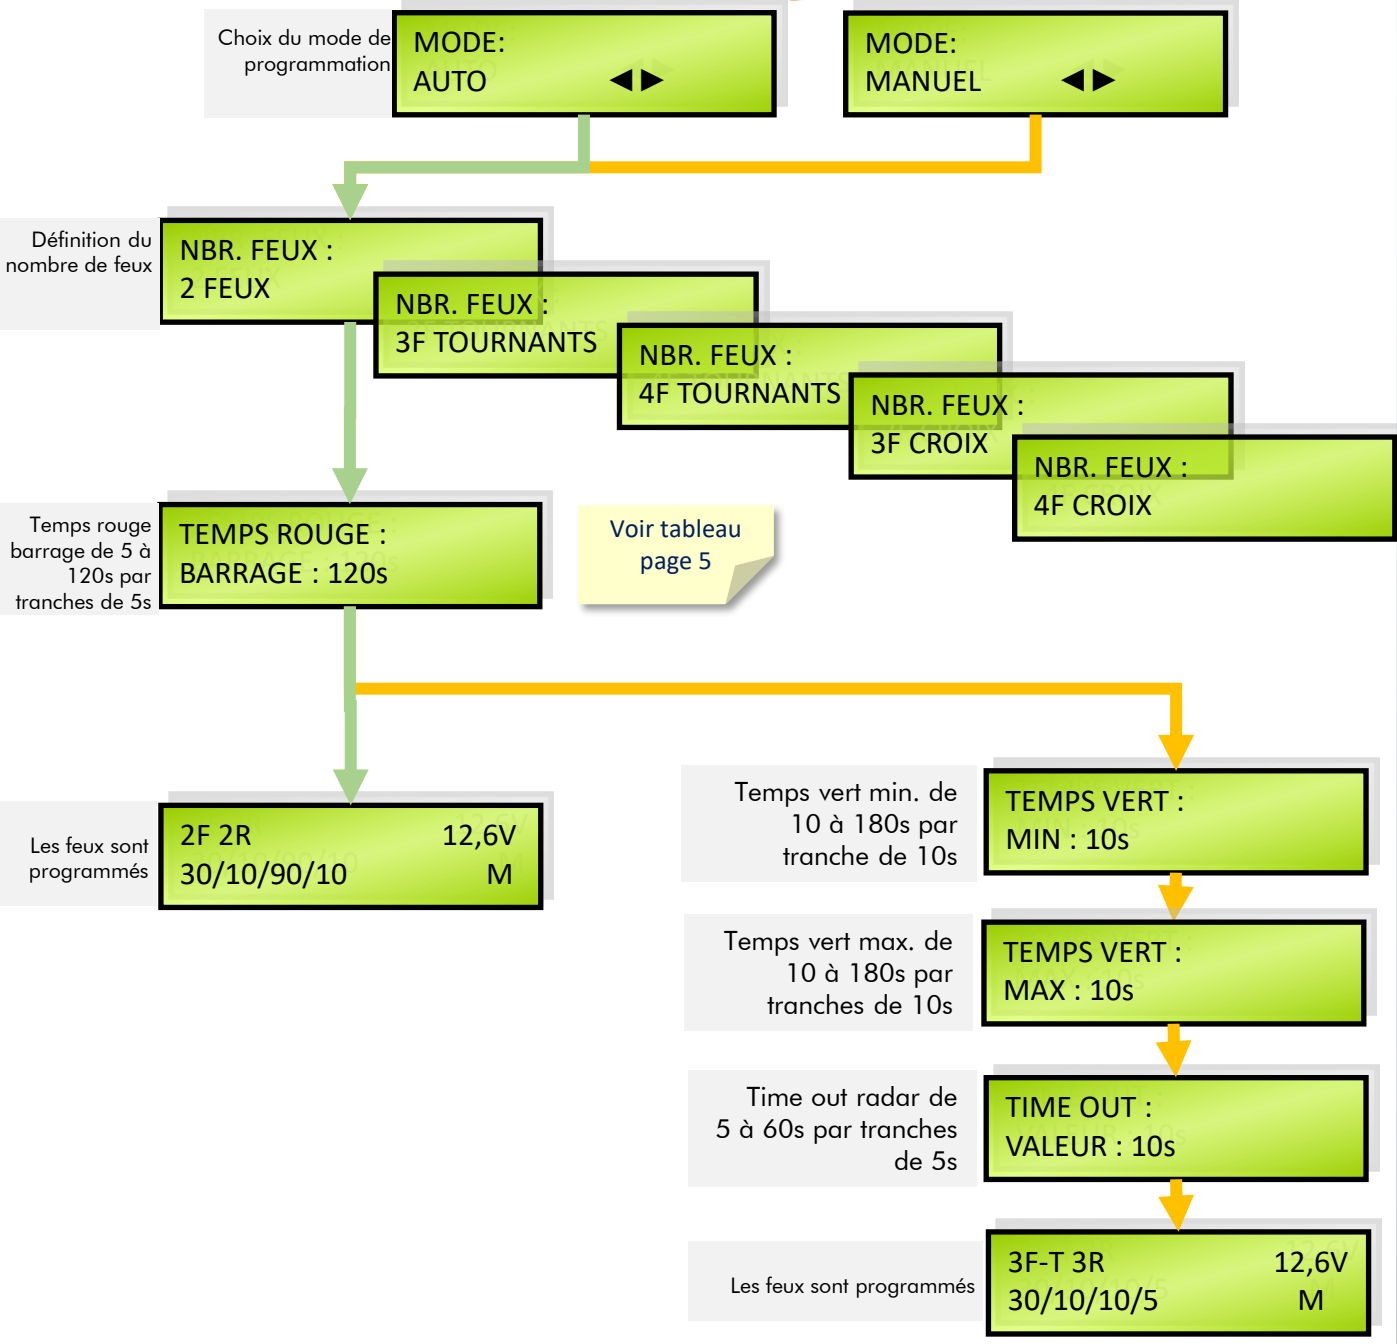 Choix du mode de
programmation
MODE:
AUTO ◀▶
MODE:
MANUEL ◀▶
Définition du
nombre de feux
NBR. FEUX :
2 FEUX
NBR. FEUX :
3F TOURNANTS
NBR. FEUX :
4F TOURNANTS
NBR. FEUX :
3F CROIX
NBR. FEUX :
4F CROIX
Temps rouge
barrage de 5 à
120s par
tranches de 5s
TEMPS ROUGE :
BARRAGE : 120s
Voir tableau
page 5
Les feux sont
programmés
2F 2R 12,6V
30/10/90/10 M
Temps vert min. de
10 à 180s par
tranche de 10s
TEMPS VERT :
MIN : 10s
Temps vert max. de
10 à 180s par
tranches de 10s
TEMPS VERT :
MAX : 10s
Time out radar de
5 à 60s par tranches
de 5s
TIME OUT :
VALEUR : 10s
Les feux sont programmés
3F-T 3R 12,6V
30/10/10/5 M